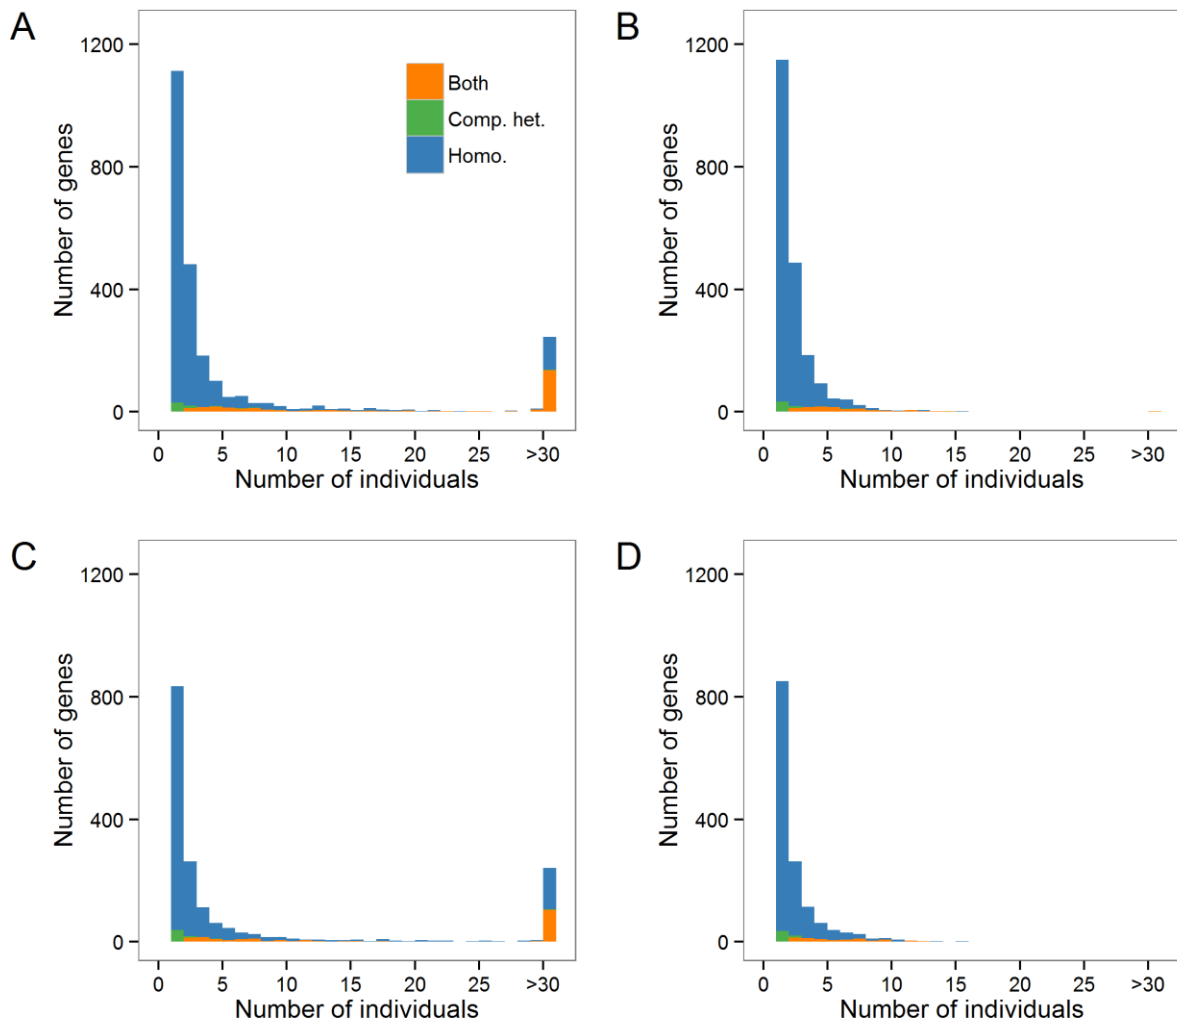 A
1200
800
400
0
Number of genes
Both
Comp. het.
Homo.
0 5 10 15 20 25 >30
Number of individuals
B
1200
800
400
0
Number of genes
0 5 10 15 20 25 >30
Number of individuals
C
1200
800
400
0
Number of genes
0 5 10 15 20 25 >30
Number of individuals
D
1200
800
400
0
Number of genes
0 5 10 15 20 25 >30
Number of individuals